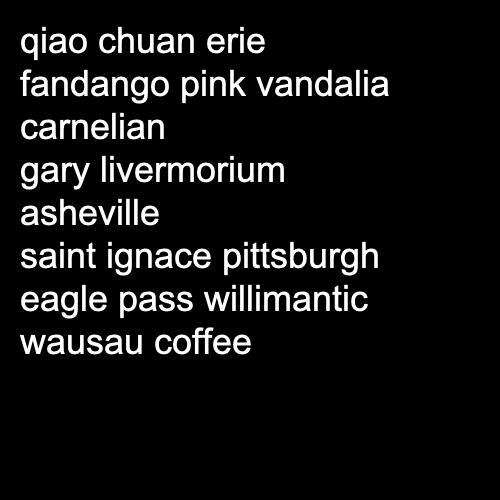 qiao chuan erie
fandango pink vandalia
carnelian
gary livermorium
asheville
saint ignace pittsburgh
eagle pass willimantic
wausau coffee